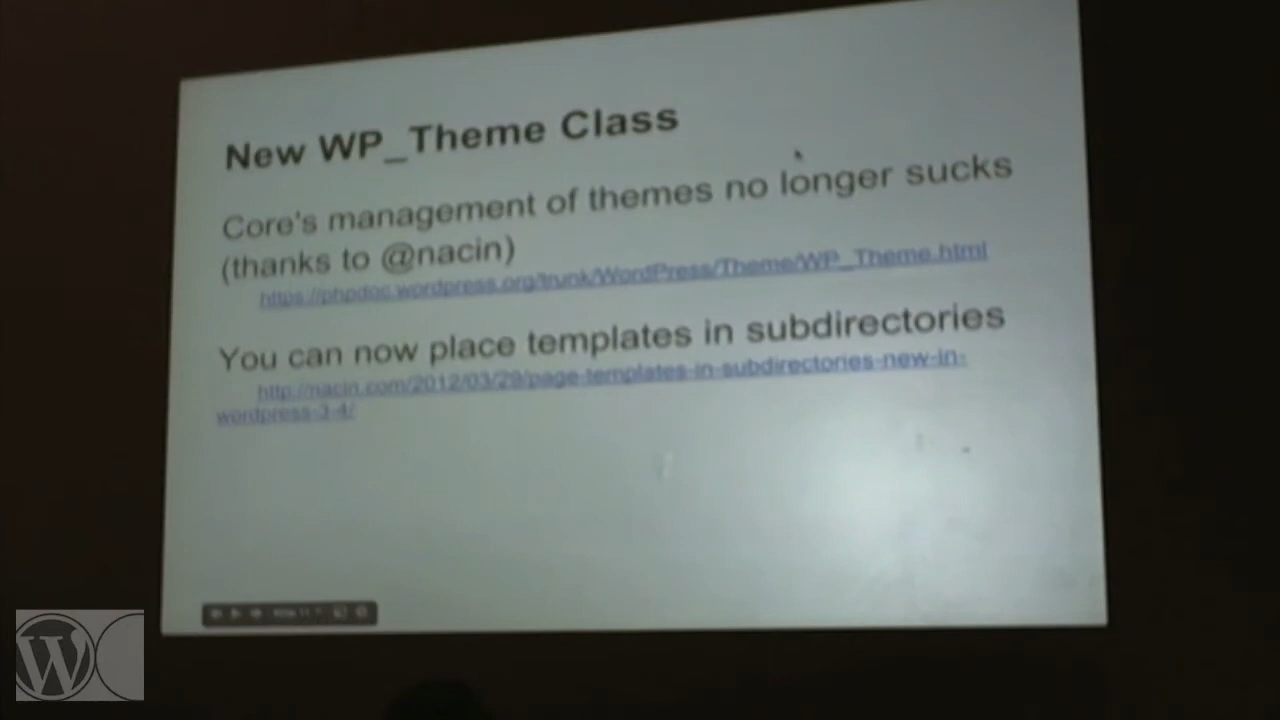 New WP_Theme Class
Core's management of themes no longer sucks
(thanks to @nacin)
https://phpdoc.wordpress.org/trunk/WordPress/Theme/WP_Theme.html
You can now place templates in subdirectories
http://nacin.com/2012/03/29/page-templates-in-subdirectories-new-in-
wordpress-3-4/